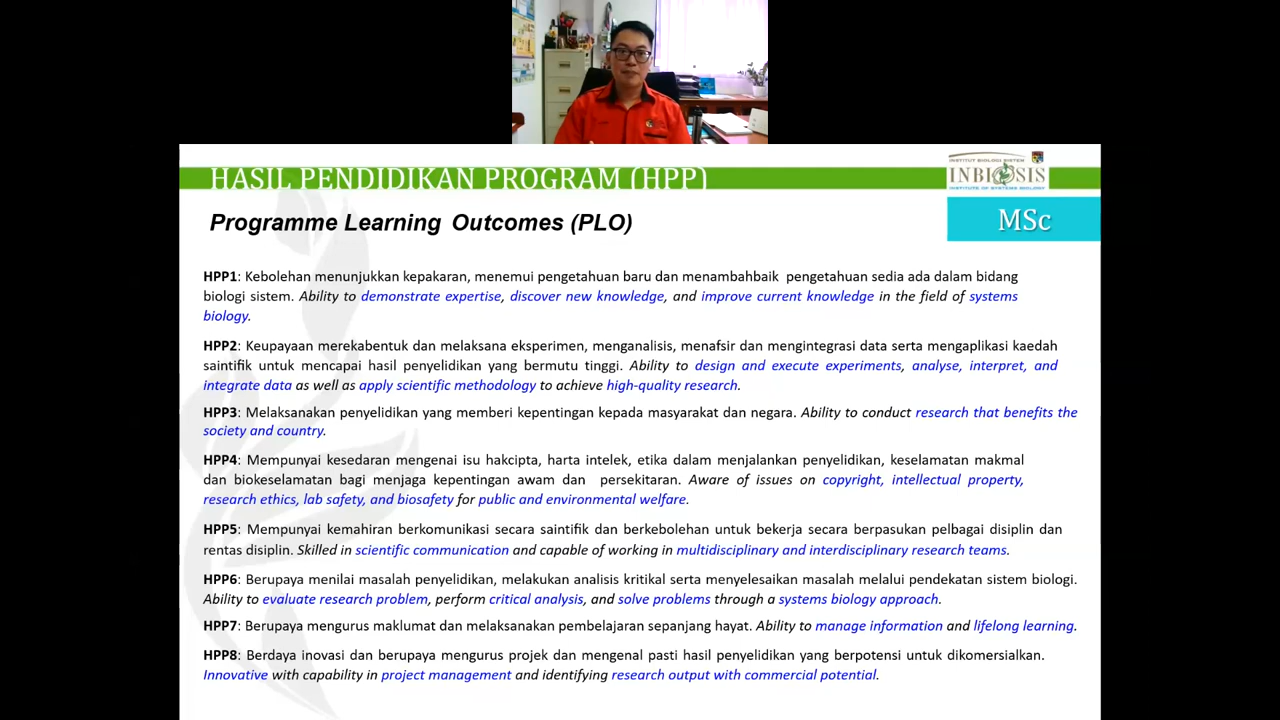 HASIL PENDIDIKAN PROGRAM (HPP)
INSTITUT BIOLOGI SISTEM
INBIOSIS
INSTITUTE OF SYSTEMS BIOLOGY
Programme Learning Outcomes (PLO)
MSc
HPP1: Kebolehan menunjukkan kepakaran, menemui pengetahuan baru dan menambahbaik pengetahuan sedia ada dalam bidang
biologi sistem. Ability to demonstrate expertise, discover new knowledge, and improve current knowledge in the field of systems
biology.
HPP2: Keupayaan merekabentuk dan melaksana eksperimen, menganalisis, menafsir dan mengintegrasi data serta mengaplikasi kaedah
saintifik untuk mencapai hasil penyelidikan yang bermutu tinggi. Ability to design and execute experiments, analyse, interpret, and
integrate data as well as apply scientific methodology to achieve high-quality research.
HPP3: Melaksanakan penyelidikan yang memberi kepentingan kepada masyarakat dan negara. Ability to conduct research that benefits the
society and country.
HPP4: Mempunyai kesedaran mengenai isu hakcipta, harta intelek, etika dalam menjalankan penyelidikan, keselamatan makmal
dan biokeselamatan bagi menjaga kepentingan awam dan persekitaran. Aware of issues on copyright, intellectual property,
research ethics, lab safety, and biosafety for public and environmental welfare.
HPP5: Mempunyai kemahiran berkomunikasi secara saintifik dan berkebolehan untuk bekerja secara berpasukan pelbagai disiplin dan
rentas disiplin. Skilled in scientific communication and capable of working in multidisciplinary and interdisciplinary research teams.
HPP6: Berupaya menilai masalah penyelidikan, melakukan analisis kritikal serta menyelesaikan masalah melalui pendekatan sistem biologi.
Ability to evaluate research problem, perform critical analysis, and solve problems through a systems biology approach.
HPP7: Berupaya mengurus maklumat dan melaksanakan pembelajaran sepanjang hayat. Ability to manage information and lifelong learning.
HPP8: Berdaya inovasi dan berupaya mengurus projek dan mengenal pasti hasil penyelidikan yang berpotensi untuk dikomersialkan.
Innovative with capability in project management and identifying research output with commercial potential.